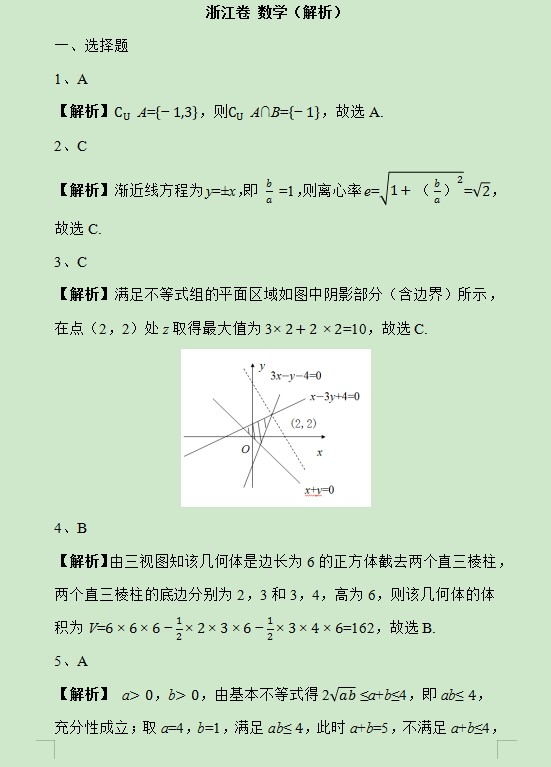 浙江卷 数学（解析）
一、选择题
1、A
【解析】∁U A={−1,3}，则∁U A∩B={−1}，故选 A.
2、C
【解析】渐近线方程为 y=±x ,即 b/a =1 ,则离心率 e=√(1+（b/a）²)=√2，
故选 C.
3、C
【解析】满足不等式组的平面区域如图中阴影部分（含边界）所示，
在点（2，2）处 z 取得最大值为 3× 2 + 2 × 2=10，故选 C.
y
3x−y−4=0
x−3y+4=0
(2,2)
O
x
x+y=0
4、B
【解析】由三视图知该几何体是边长为 6 的正方体截去两个直三棱柱，
两个直三棱柱的底边分别为 2，3 和 3，4，高为 6，则该几何体的体
积为 V=6 × 6 × 6 − 1/2 × 2 × 3 × 6 − 1/2 × 3 × 4 × 6=162，故选 B.
5、A
【解析】 a> 0，b> 0，由基本不等式得 2√ab ≤a+b≤4，即 ab≤ 4，
充分性成立；取 a=4，b=1，满足 ab≤ 4，此时 a+b=5，不满足 a+b≤4，